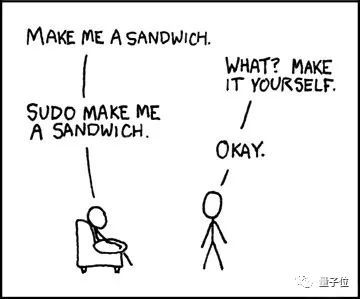 MAKE ME A SANDWICH.
WHAT? MAKE
IT YOURSELF.
SUDO MAKE ME
A SANDWICH.
OKAY.
量子位